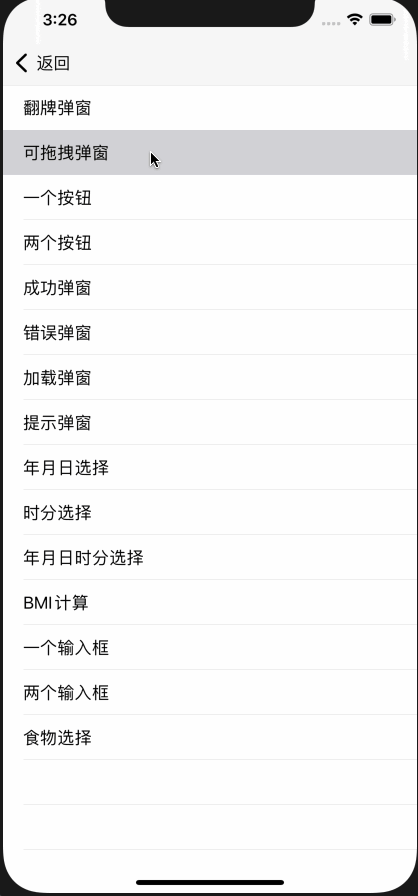 3:26
返回
翻牌弹窗
可拖拽弹窗
一个按钮
两个按钮
成功弹窗
错误弹窗
加载弹窗
提示弹窗
年月日选择
时分选择
年月日时分选择
BMI计算
一个输入框
两个输入框
食物选择